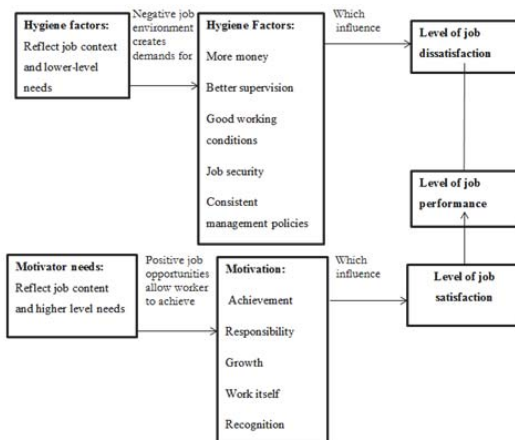 Hygiene factors:
Reflect job context
and lower-level
needs
Negative job
environment
creates
demands for
Hygiene Factors:
More money
Better supervision
Good working
conditions
Job security
Consistent
management policies
Which
influence
Level of job
dissatisfaction
Level of job
performance
Motivator needs:
Reflect job content
and higher level needs
Positive job
opportunities
allow worker
to achieve
Motivation:
Achievement
Responsibility
Growth
Work itself
Recognition
Which
influence
Level of job
satisfaction